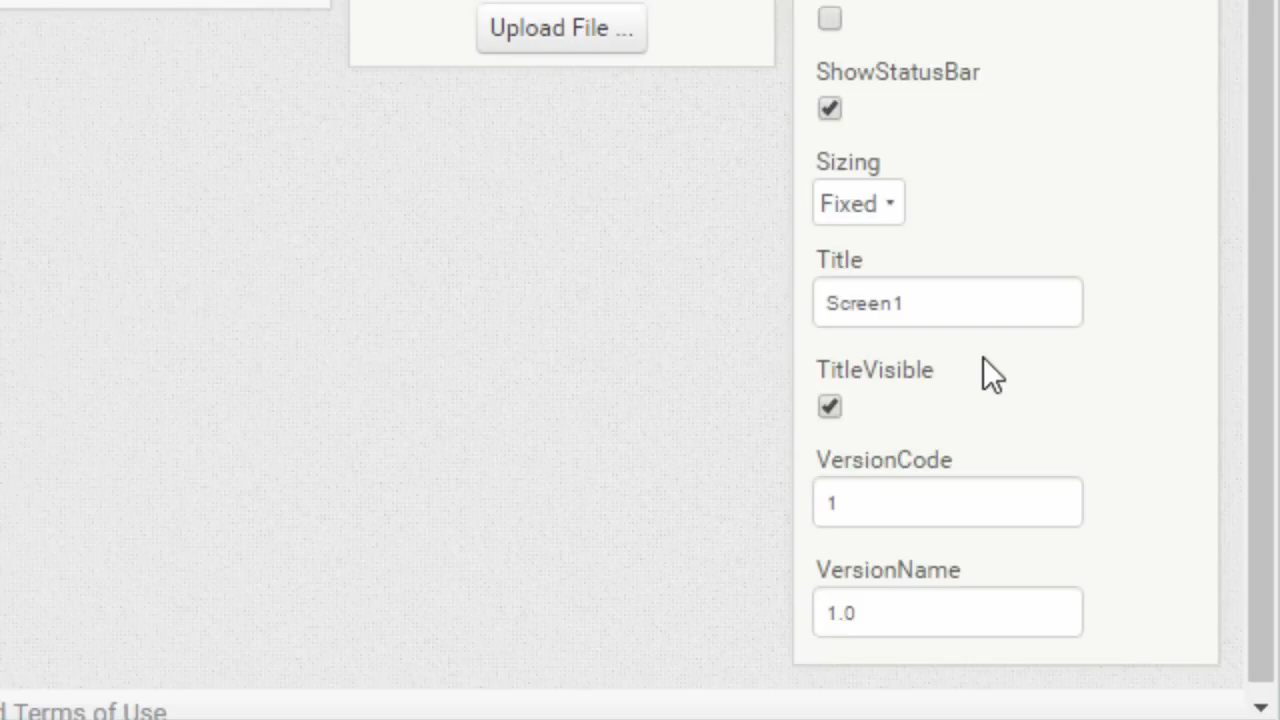 Upload File ...
ShowStatusBar
Sizing
Fixed
Title
Screen1
TitleVisible
VersionCode
1
VersionName
1.0
Terms of Use